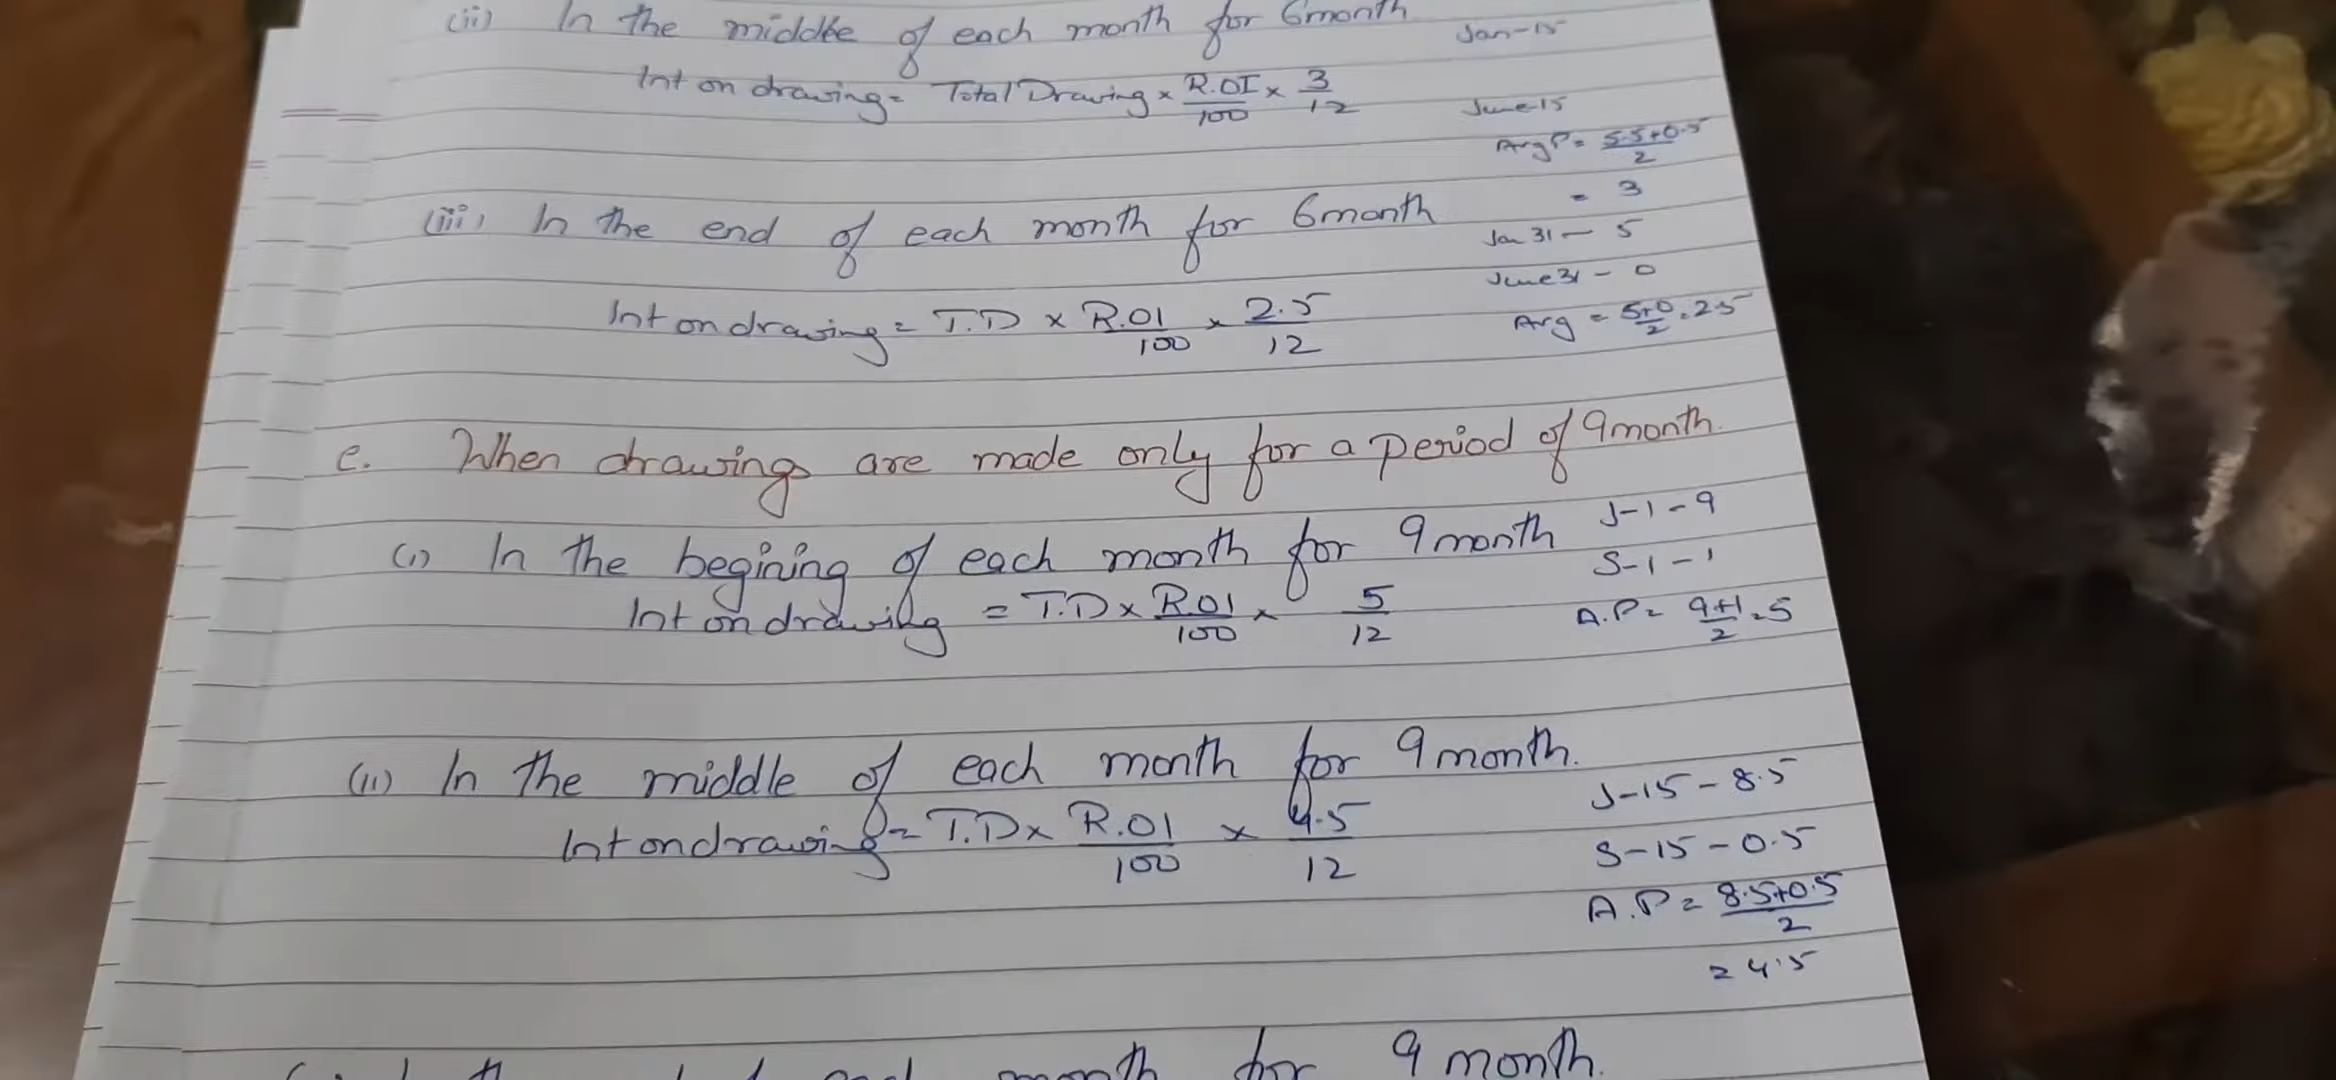 (ii) In the middle of each month for 6month
Jan-15
Int on drawing = Total Drawing × R.OI/100 × 3/12
June-15
Avg P = 5.5+0.5/2
= 3
(iii) In the end of each month for 6month
Jan 31 - 5
June 31 - 0
Int on drawing = T.D × R.OI/100 × 2.5/12
Avg = 5+0/2 = 2.5
e. When drawings are made only for a period of 9month.
(i) In the begining of each month for 9month
J-1-9
S-1-1
Int on drawing = T.D × R.OI/100 × 5/12
A.P = 9+1/2 = 5
(ii) In the middle of each month for 9month.
J-15-8.5
Int on drawing = T.D × R.OI/100 × 4.5/12
S-15-0.5
A.P = 8.5+0.5/2
= 4.5
month for 9 month.